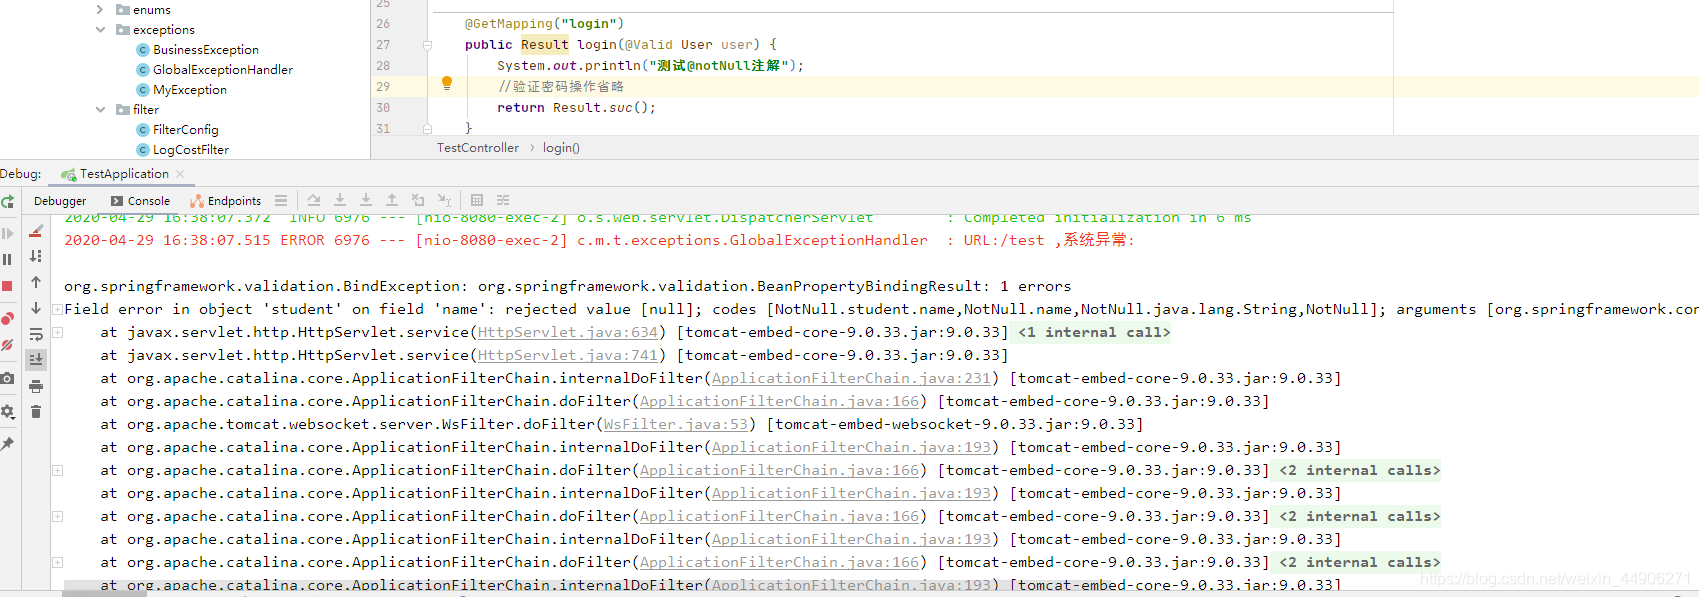 enums
exceptions
BusinessException
GlobalExceptionHandler
MyException
filter
FilterConfig
LogCostFilter
25
26 @GetMapping("login")
27 public Result login(@Valid User user) {
28 System.out.println("测试@notNull注解");
29 //验证密码操作省略
30 return Result.suc();
31 }
TestController › login()
Debug: TestApplication ×
Debugger Console Endpoints
2020-04-29 16:38:07.372 INFO 6976 --- [nio-8080-exec-2] o.s.web.servlet.DispatcherServlet : Completed initialization in 6 ms
2020-04-29 16:38:07.515 ERROR 6976 --- [nio-8080-exec-2] c.m.t.exceptions.GlobalExceptionHandler : URL:/test ,系统异常:
org.springframework.validation.BindException: org.springframework.validation.BeanPropertyBindingResult: 1 errors
Field error in object 'student' on field 'name': rejected value [null]; codes [NotNull.student.name,NotNull.name,NotNull.java.lang.String,NotNull]; arguments [org.springframework.con
at javax.servlet.http.HttpServlet.service(HttpServlet.java:634) [tomcat-embed-core-9.0.33.jar:9.0.33] <1 internal call>
at javax.servlet.http.HttpServlet.service(HttpServlet.java:741) [tomcat-embed-core-9.0.33.jar:9.0.33]
at org.apache.catalina.core.ApplicationFilterChain.internalDoFilter(ApplicationFilterChain.java:231) [tomcat-embed-core-9.0.33.jar:9.0.33]
at org.apache.catalina.core.ApplicationFilterChain.doFilter(ApplicationFilterChain.java:166) [tomcat-embed-core-9.0.33.jar:9.0.33]
at org.apache.tomcat.websocket.server.WsFilter.doFilter(WsFilter.java:53) [tomcat-embed-websocket-9.0.33.jar:9.0.33]
at org.apache.catalina.core.ApplicationFilterChain.internalDoFilter(ApplicationFilterChain.java:193) [tomcat-embed-core-9.0.33.jar:9.0.33]
at org.apache.catalina.core.ApplicationFilterChain.doFilter(ApplicationFilterChain.java:166) [tomcat-embed-core-9.0.33.jar:9.0.33] <2 internal calls>
at org.apache.catalina.core.ApplicationFilterChain.internalDoFilter(ApplicationFilterChain.java:193) [tomcat-embed-core-9.0.33.jar:9.0.33]
at org.apache.catalina.core.ApplicationFilterChain.doFilter(ApplicationFilterChain.java:166) [tomcat-embed-core-9.0.33.jar:9.0.33] <2 internal calls>
at org.apache.catalina.core.ApplicationFilterChain.internalDoFilter(ApplicationFilterChain.java:193) [tomcat-embed-core-9.0.33.jar:9.0.33]
at org.apache.catalina.core.ApplicationFilterChain.doFilter(ApplicationFilterChain.java:166) [tomcat-embed-core-9.0.33.jar:9.0.33] <2 internal calls>
at org.apache.catalina.core.ApplicationFilterChain.internalDoFilter(ApplicationFilterChain.java:193) [tomcat-embed-core-9.0.33.jar:9.0.33]
https://blog.csdn.net/weixin_44906271